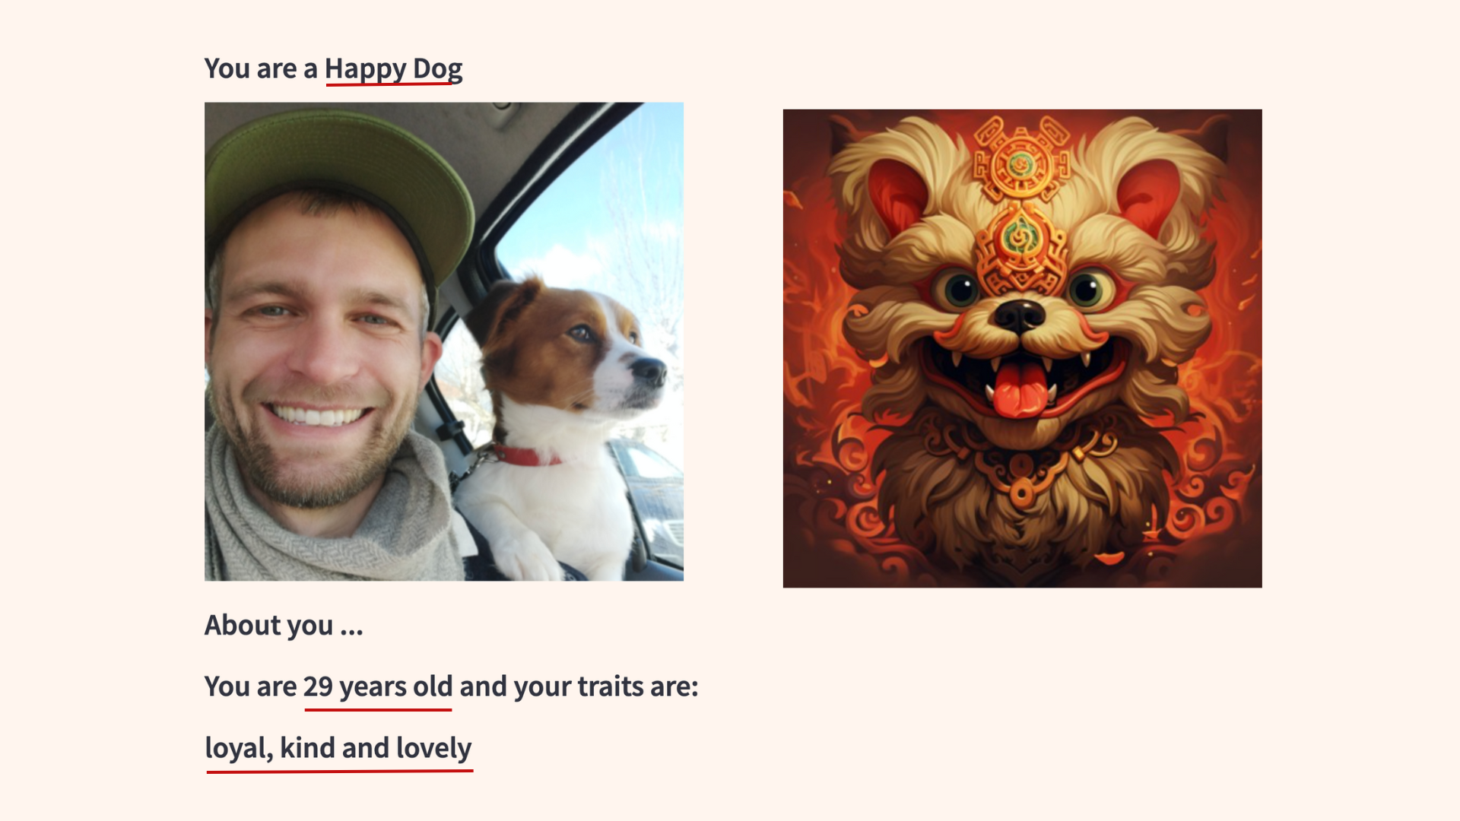 You are a Happy Dog
About you ...
You are 29 years old and your traits are:
loyal, kind and lovely